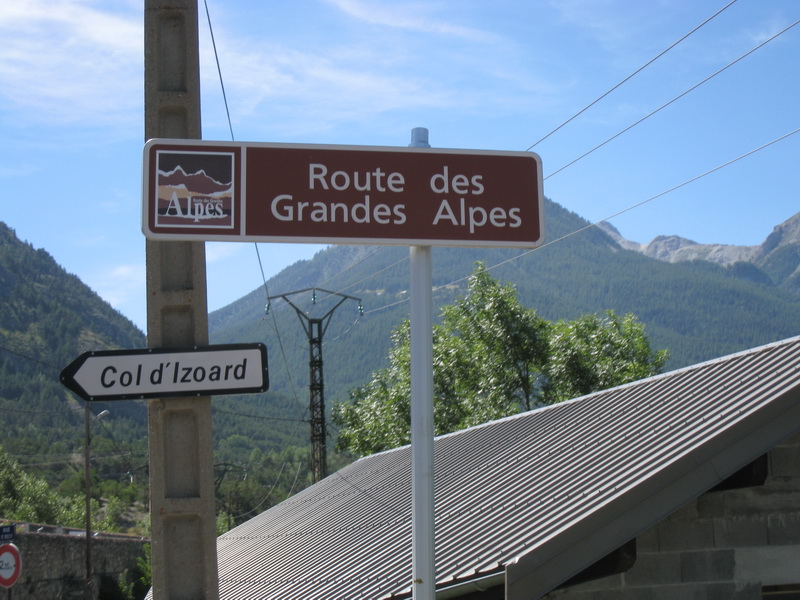 Route des
Grandes Alpes
Alpes
Col d'Izoard